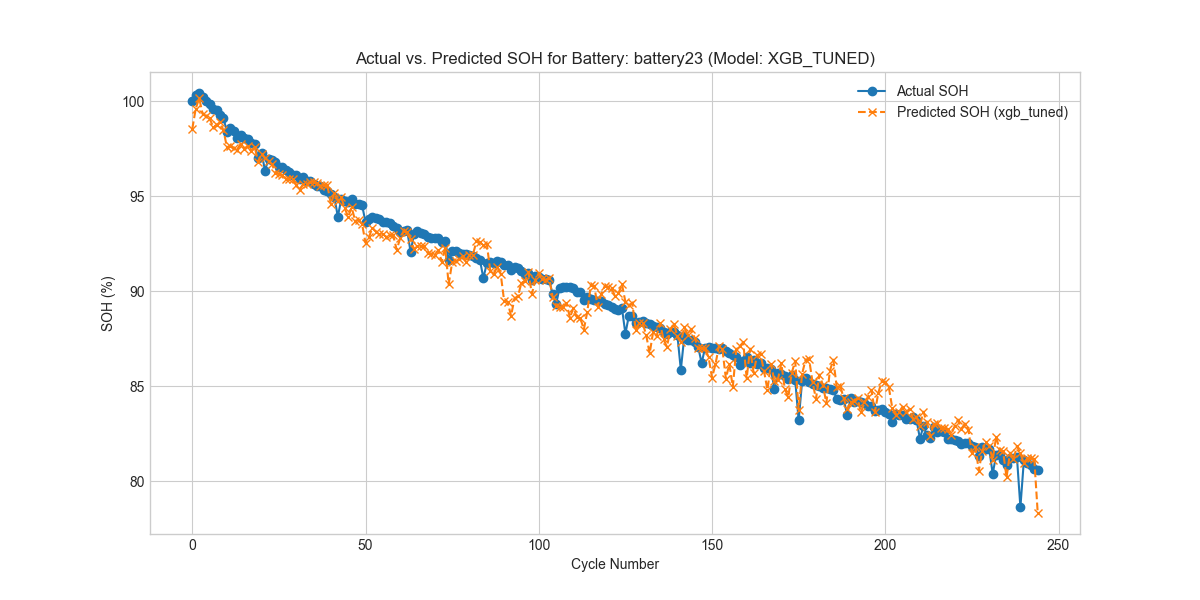 Actual vs. Predicted SOH for Battery: battery23 (Model: XGB_TUNED)
Actual SOH
Predicted SOH (xgb_tuned)
SOH (%)
100
95
90
85
80
0 50 100 150 200 250
Cycle Number